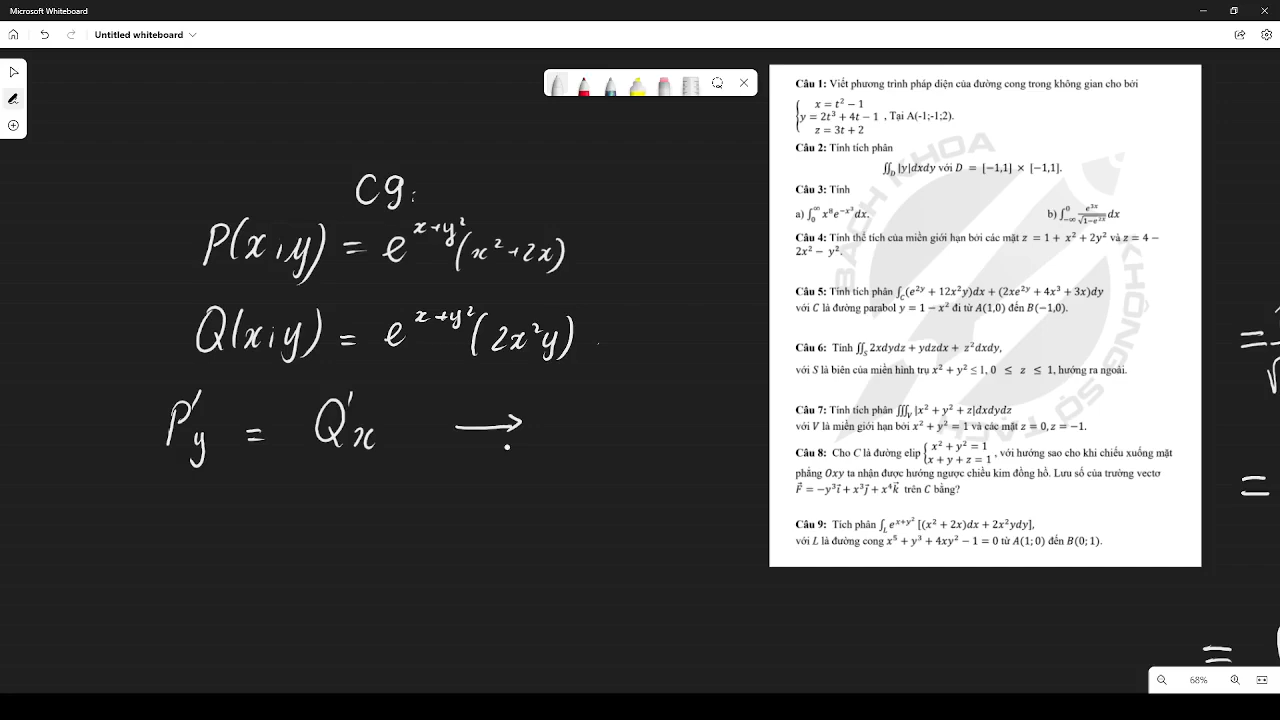 Microsoft Whiteboard
Untitled whiteboard
C9:
P(x,y) = e^{x+y²}(x²+2x)
Q(x,y) = e^{x+y²}(2x²y)
P'y = Q'x →
Câu 1: Viết phương trình pháp diện của đường cong trong không gian cho bởi
x = t² − 1
{y = 2t³ + 4t − 1 , Tại A(-1;-1;2).
z = 3t + 2
Câu 2: Tính tích phân
∬_D |y|dxdy với D = [−1,1] × [−1,1].
Câu 3: Tính
a) ∫₀^∞ x⁸e^{−x³}dx. b) ∫_{−∞}^0 e^{3x}/√(1−e^{2x}) dx
Câu 4: Tính thể tích của miền giới hạn bởi các mặt z = 1 + x² + 2y² và z = 4 −
2x² − y².
Câu 5: Tính tích phân ∫_C(e^{2y} + 12x²y)dx + (2xe^{2y} + 4x³ + 3x)dy
với C là đường parabol y = 1 − x² đi từ A(1,0) đến B(−1,0).
Câu 6: Tính ∬_S 2xdydz + ydzdx + z²dxdy,
với S là biên của miền hình trụ x² + y² ≤ 1, 0 ≤ z ≤ 1, hướng ra ngoài.
Câu 7: Tính tích phân ∭_V |x² + y² + z|dxdydz
với V là miền giới hạn bởi x² + y² = 1 và các mặt z = 0, z = −1.
Câu 8: Cho C là đường elip { x² + y² = 1
x + y + z = 1 , với hướng sao cho khi chiếu xuống mặt
phẳng Oxy ta nhận được hướng ngược chiều kim đồng hồ. Lưu số của trường vectơ
F⃗ = −y³i⃗ + x³j⃗ + x⁴k⃗ trên C bằng?
Câu 9: Tích phân ∫_L e^{x+y²} [(x² + 2x)dx + 2x²ydy],
với L là đường cong x⁵ + y³ + 4xy² − 1 = 0 từ A(1; 0) đến B(0; 1).
BÁCH KHOA
KHÔNG SỢ TẠCH
=
=
=
68%